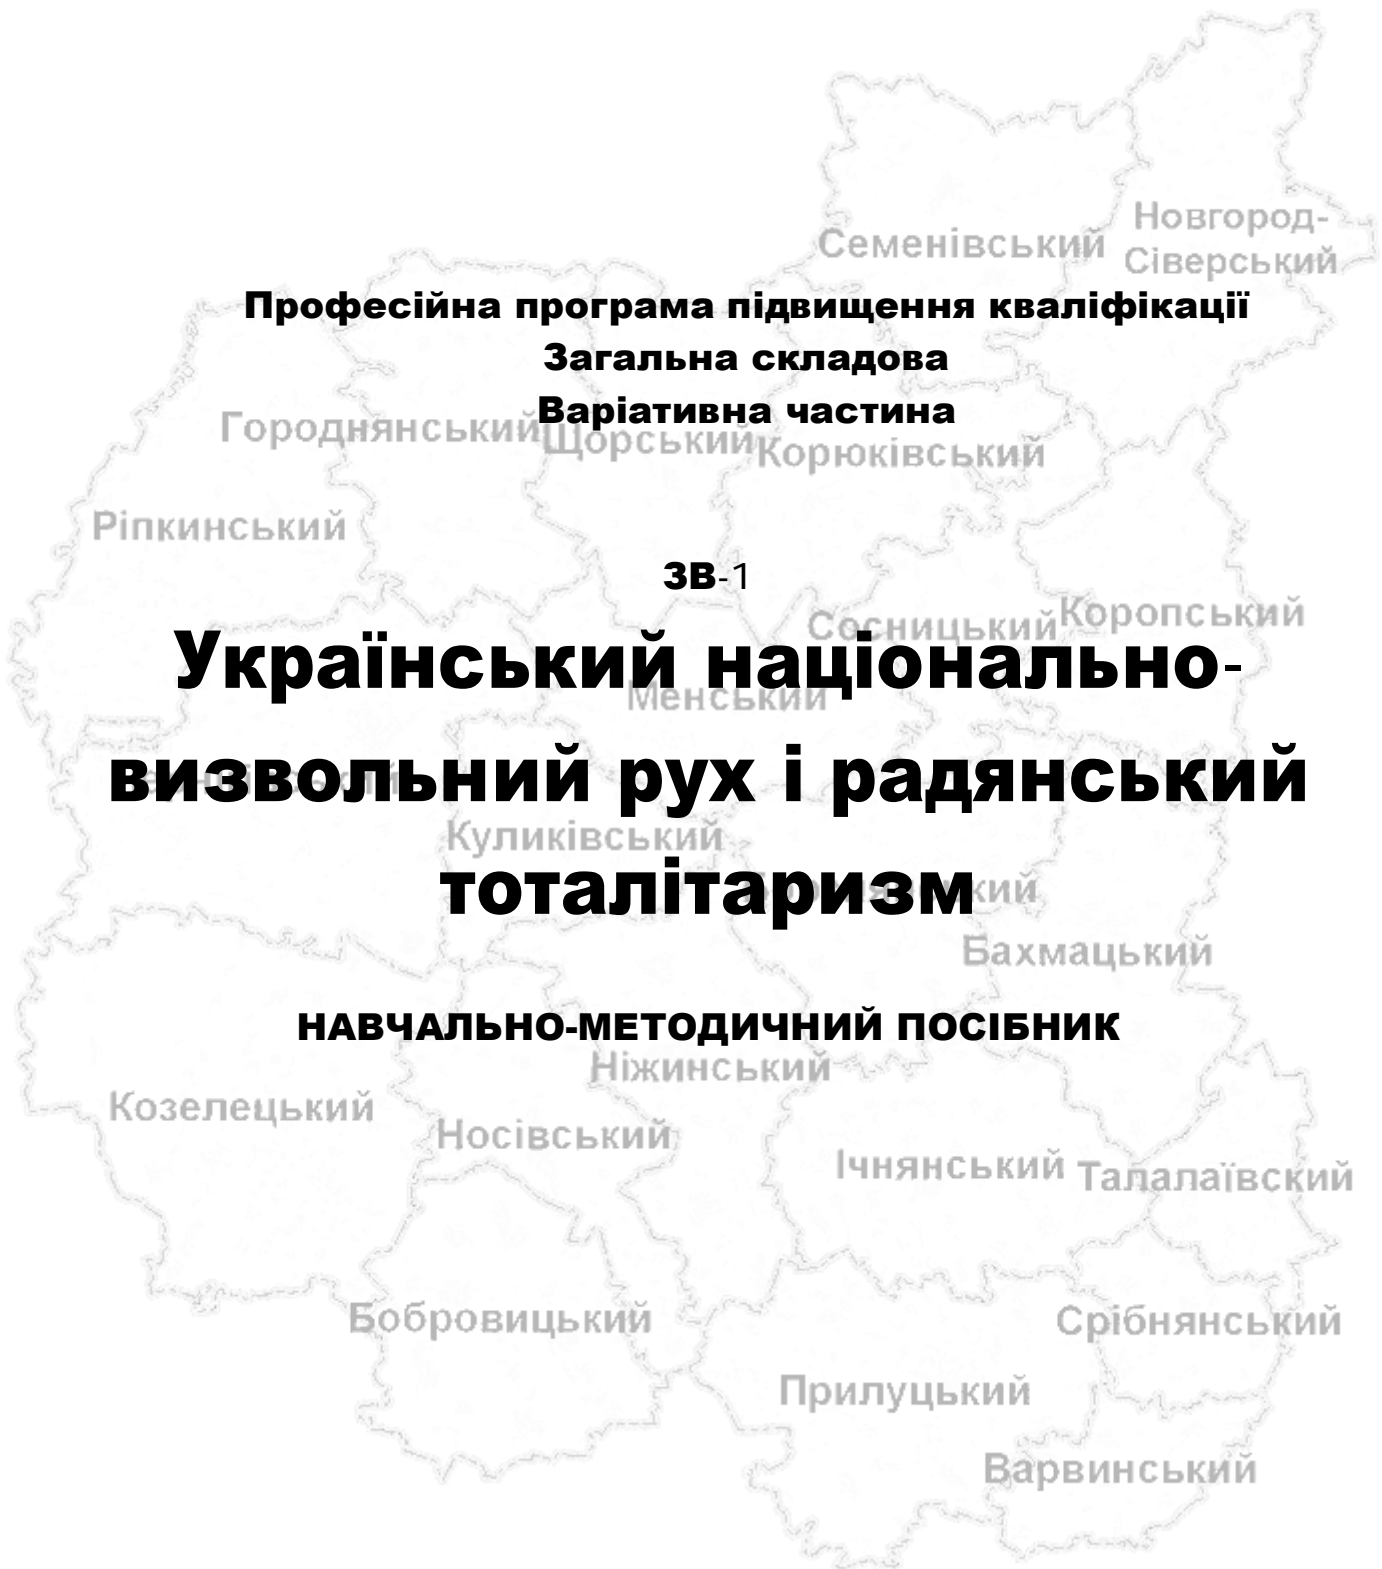 Новгород-
Семенівський
Сіверський
Професійна програма підвищення кваліфікації
Загальна складова
Варіативна частина
Городнянський
Щорський
Корюківський
Ріпкинський
ЗВ-1
Сосницький
Коропський
Український національно-
Менський
визвольний рух і радянський
Куликівський
тоталітаризм
Бахмацький
НАВЧАЛЬНО-МЕТОДИЧНИЙ ПОСІБНИК
Ніжинський
Козелецький
Носівський
Ічнянський
Талалаївский
Бобровицький
Срібнянський
Прилуцький
Варвинський